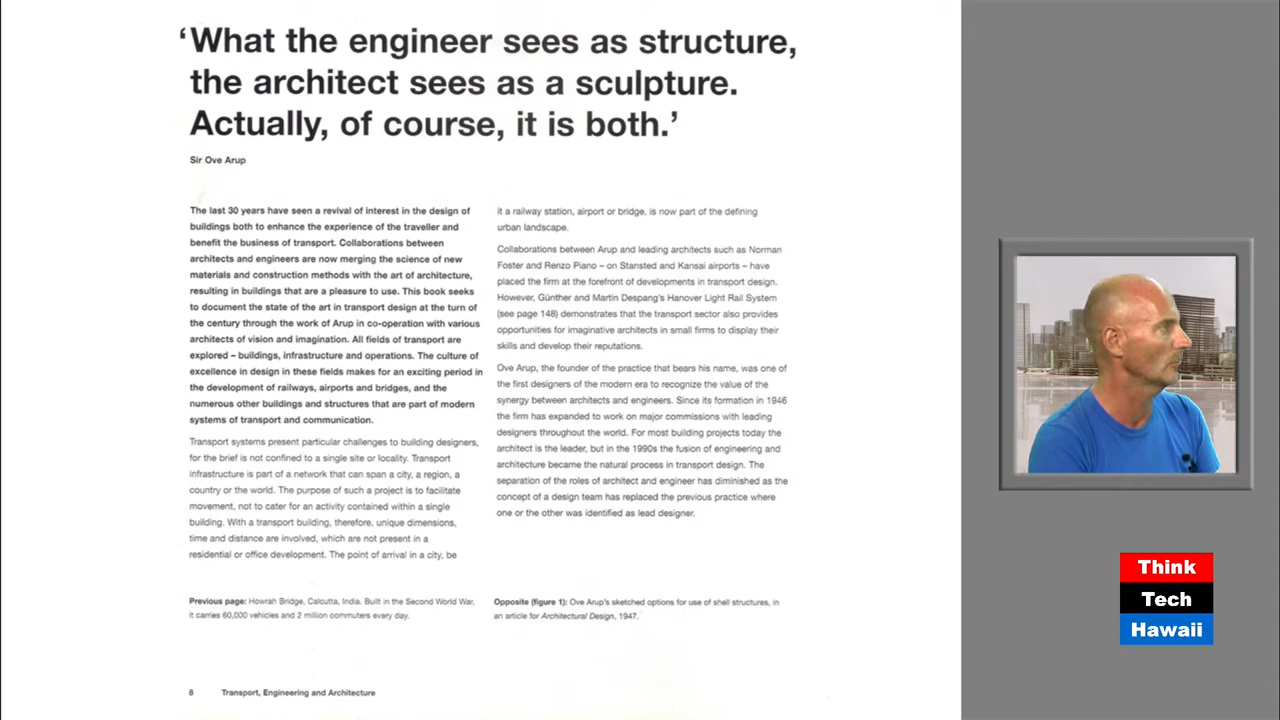 ‘What the engineer sees as structure,
the architect sees as a sculpture.
Actually, of course, it is both.’
Sir Ove Arup
The last 30 years have seen a revival of interest in the design of
buildings both to enhance the experience of the traveller and
benefit the business of transport. Collaborations between
architects and engineers are now merging the science of new
materials and construction methods with the art of architecture,
resulting in buildings that are a pleasure to use. This book seeks
to document the state of the art in transport design at the turn of
the century through the work of Arup in co-operation with various
architects of vision and imagination. All fields of transport are
explored – buildings, infrastructure and operations. The culture of
excellence in design in these fields makes for an exciting period in
the development of railways, airports and bridges, and the
numerous other buildings and structures that are part of modern
systems of transport and communication.
Transport systems present particular challenges to building designers,
for the brief is not confined to a single site or locality. Transport
infrastructure is part of a network that can span a city, a region, a
country or the world. The purpose of such a project is to facilitate
movement, not to cater for an activity contained within a single
building. With a transport building, therefore, unique dimensions,
time and distance are involved, which are not present in a
residential or office development. The point of arrival in a city, be
it a railway station, airport or bridge, is now part of the defining
urban landscape.
Collaborations between Arup and leading architects such as Norman
Foster and Renzo Piano – on Stansted and Kansai airports – have
placed the firm at the forefront of developments in transport design.
However, Günther and Martin Despang's Hanover Light Rail System
(see page 148) demonstrates that the transport sector also provides
opportunities for imaginative architects in small firms to display their
skills and develop their reputations.
Ove Arup, the founder of the practice that bears his name, was one of
the first designers of the modern era to recognize the value of the
synergy between architects and engineers. Since its formation in 1946
the firm has expanded to work on major commissions with leading
designers throughout the world. For most building projects today the
architect is the leader, but in the 1990s the fusion of engineering and
architecture became the natural process in transport design. The
separation of the roles of architect and engineer has diminished as the
concept of a design team has replaced the previous practice where
one or the other was identified as lead designer.
Previous page: Howrah Bridge, Calcutta, India. Built in the Second World War,
it carries 60,000 vehicles and 2 million commuters every day.
Opposite (figure 1): Ove Arup's sketched options for use of shell structures, in
an article for Architectural Design, 1947.
8 Transport, Engineering and Architecture
Think
Tech
Hawaii